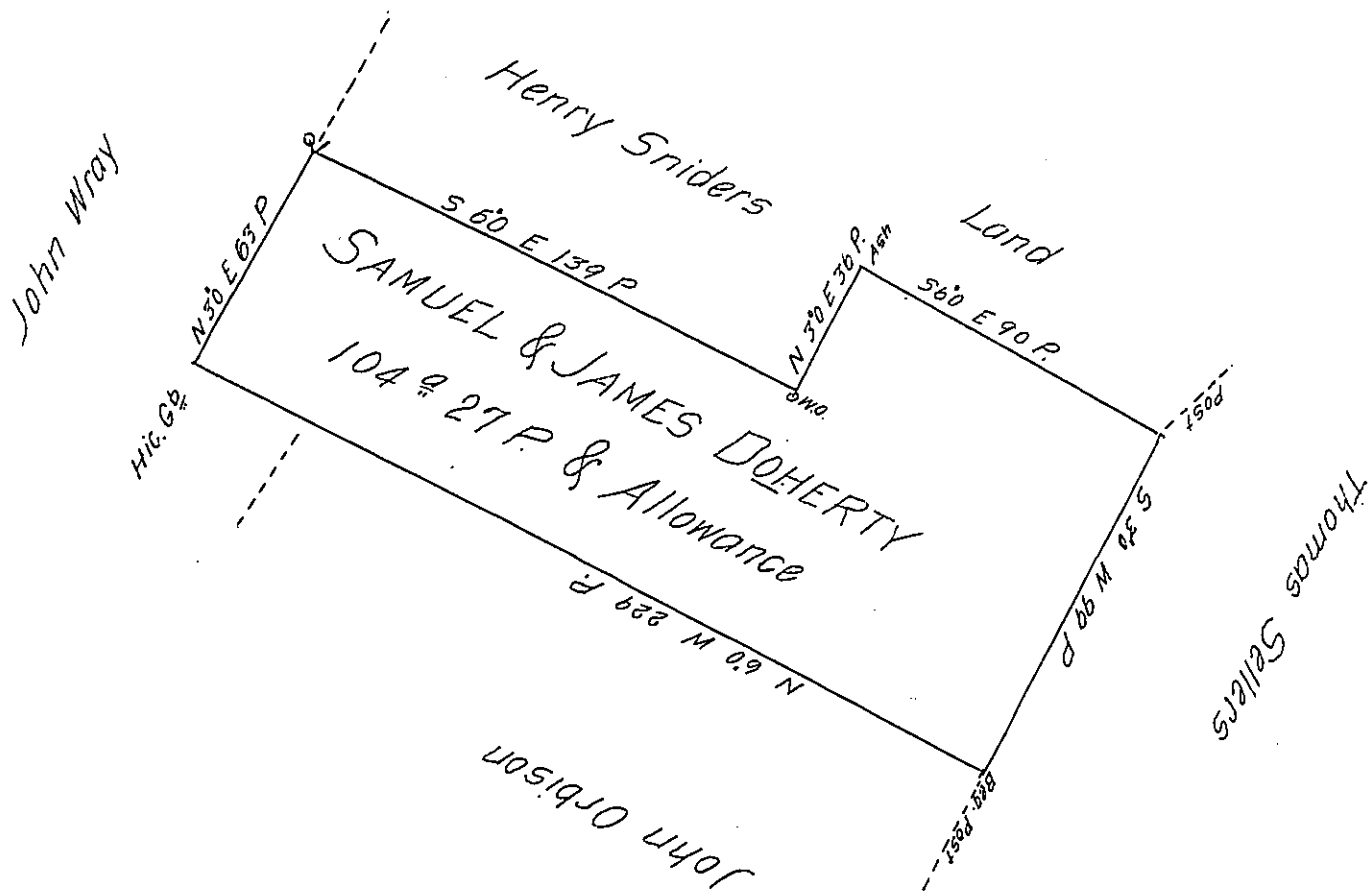 Henry Sniders
Land
John Wray
N 30° E 63 P
S 60° E 139 P
N 30° E 36 P.
Ash
S 60° E 90 P.
W.O.
Post
SAMUEL & JAMES DOHERTY
104 a 27 P. & Allowance
Hic. Gb
N 60° W 229 P.
S 30° W 99 P
Thomas Sellers
John Orbison
Beg. Post